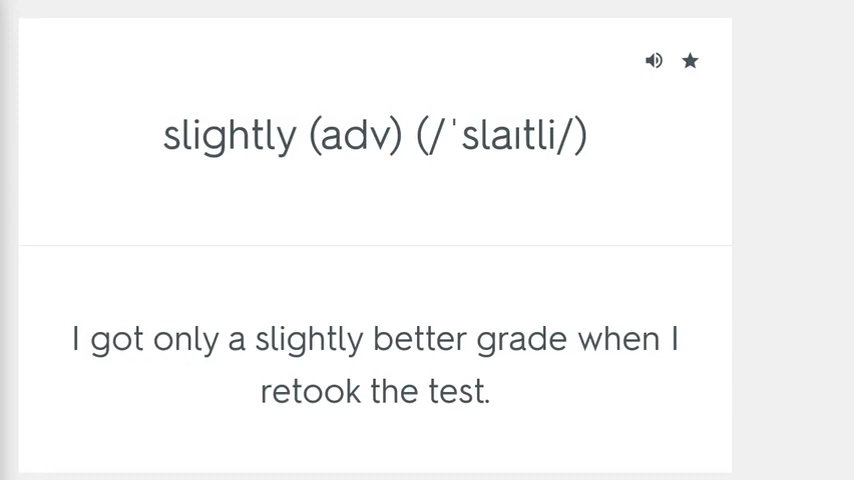 slightly (adv) (/ˈslaɪtli/)
I got only a slightly better grade when I
retook the test.